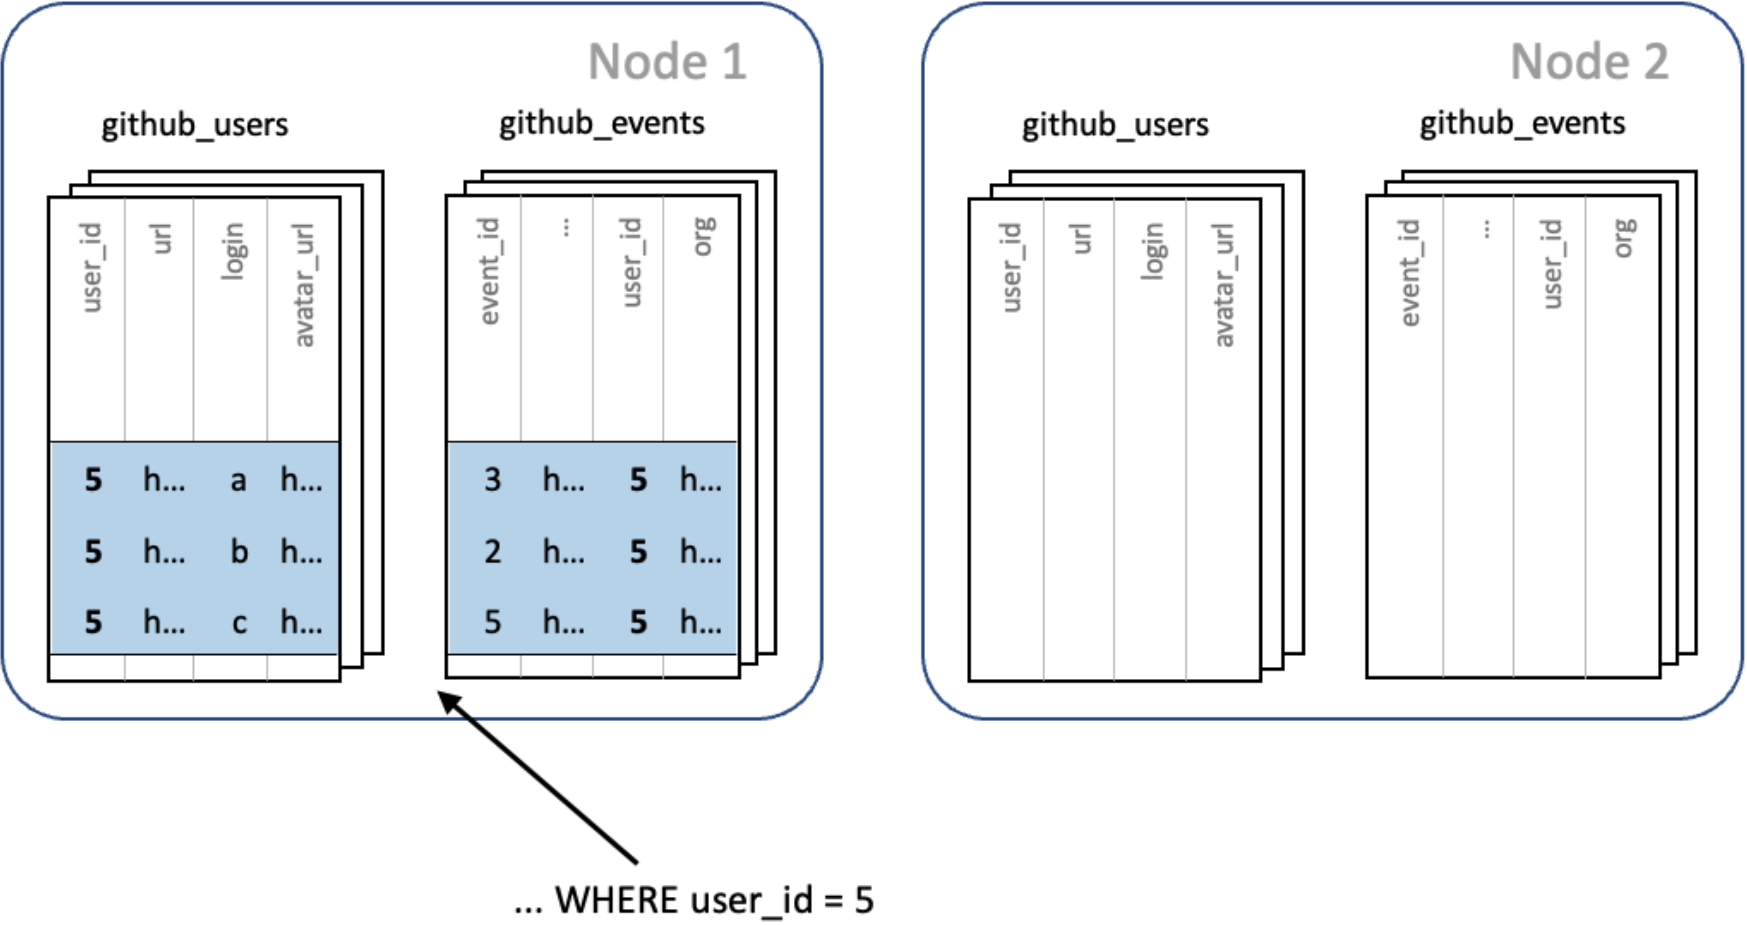 Node 1
github_users
github_events
user_id url login avatar_url
event_id ... user_id org
5 h... a h...
5 h... b h...
5 h... c h...
3 h... 5 h...
2 h... 5 h...
5 h... 5 h...
Node 2
github_users
github_events
user_id url login avatar_url
event_id ... user_id org
... WHERE user_id = 5